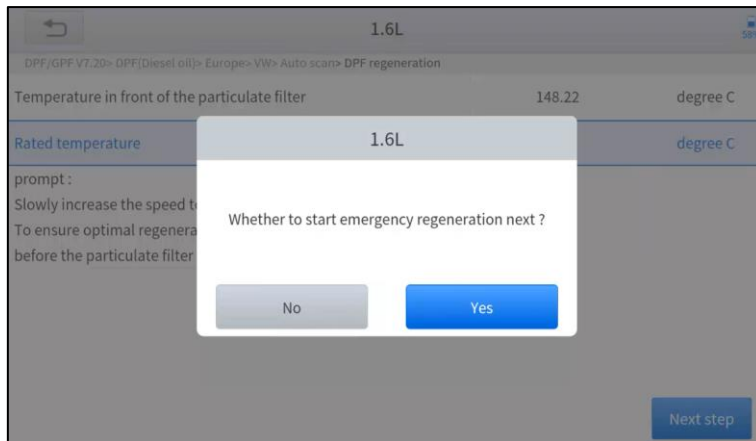 1.6L
58%
DPF/GPF V7.20> DPF(Diesel oil)> Europe> VW> Auto scan> DPF regeneration
Temperature in front of the particulate filter 148.22 degree C
Rated temperature degree C
1.6L
prompt :
Slowly increase the speed
To ensure optimal
before the particulate filter
Whether to start emergency regeneration next ?
No Yes
Next step